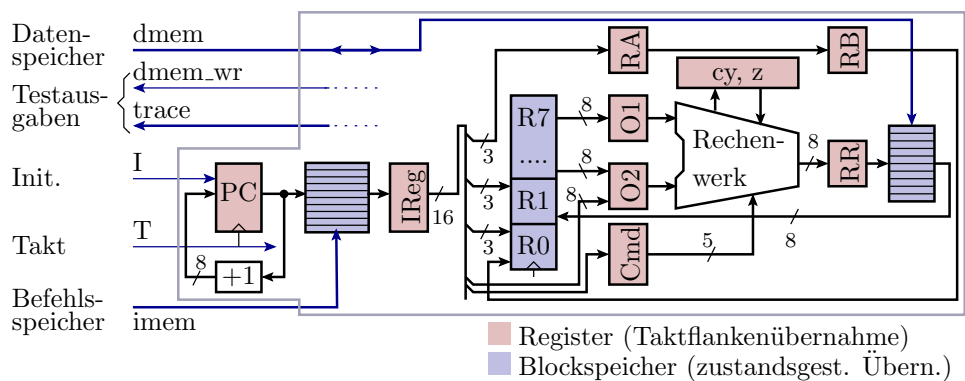 Daten-
speicher
dmem
dmem_wr
Testaus-
gaben
trace
Init.
I
Takt
T
Befehls-
speicher
imem
PC
+1
8
IReg
16
3
3
3
R7
....
R1
R0
8
8
8
RA
O1
O2
Cmd
5
cy, z
Rechen-
werk
8
RB
RR
8
Register (Taktflankenübernahme)
Blockspeicher (zustandsgest. Übern.)